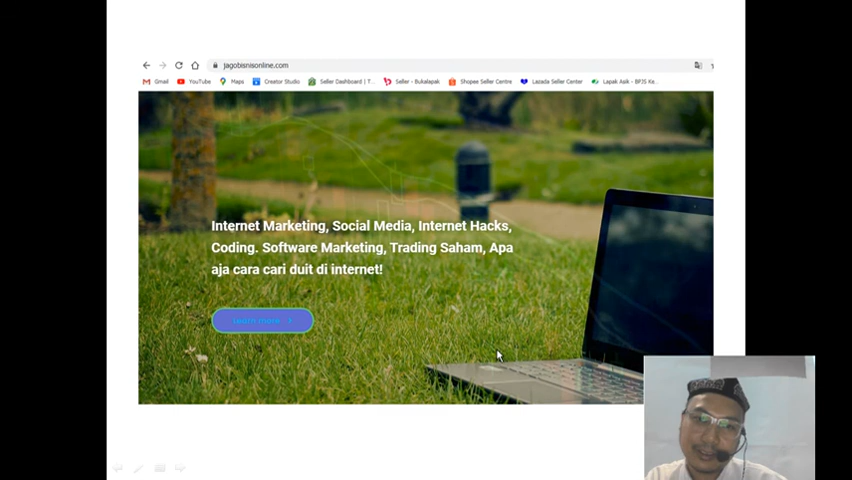 jagobisnisonline.com
Gmail YouTube Maps Creator Studio Seller Dashboard | T... Seller - Bukalapak Shopee Seller Centre Lazada Seller Center Lapak Asik - BPJS Ke...
Internet Marketing, Social Media, Internet Hacks,
Coding. Software Marketing, Trading Saham, Apa
aja cara cari duit di internet!